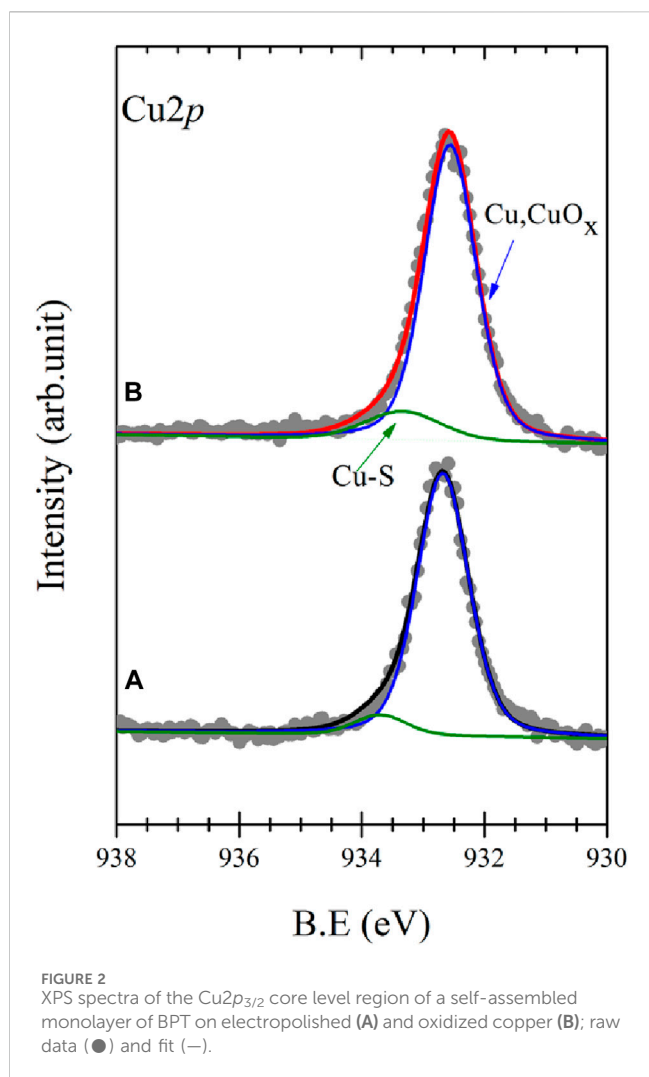 Cu2p
Cu,CuOₓ
B
Cu-S
A
Intensity (arb.unit)
938 936 934 932 930
B.E (eV)
FIGURE 2
XPS spectra of the Cu2p₃/₂ core level region of a self-assembled
monolayer of BPT on electropolished (A) and oxidized copper (B); raw
data (●) and fit (—).